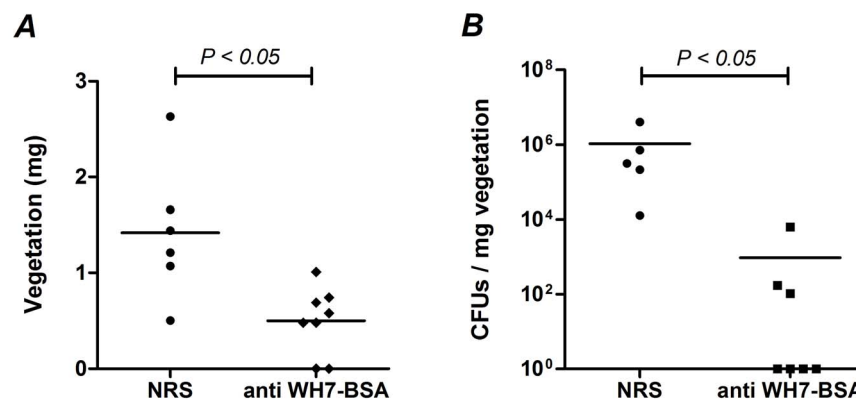 A
P < 0.05
Vegetation (mg)
3
2
1
0
NRS anti WH7-BSA
B
P < 0.05
CFUs / mg vegetation
10⁸
10⁶
10⁴
10²
10⁰
NRS anti WH7-BSA